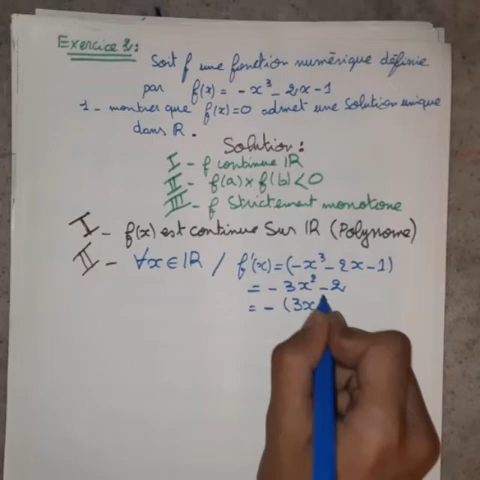 Exercice 2:
Soit f une fonction numérique définie
par f(x) = -x³ - 2x - 1
1 - montrer que f(x)=0 admet une solution unique
dans IR.
Solution:
I - f continue IR
II - f(a) x f(b) < 0
III - f Strictement monotone
I - f(x) est continue Sur IR (Polynome)
II - ∀x ∈ IR / f'(x) = (-x³ - 2x - 1)
= - 3x² - 2
= - (3x